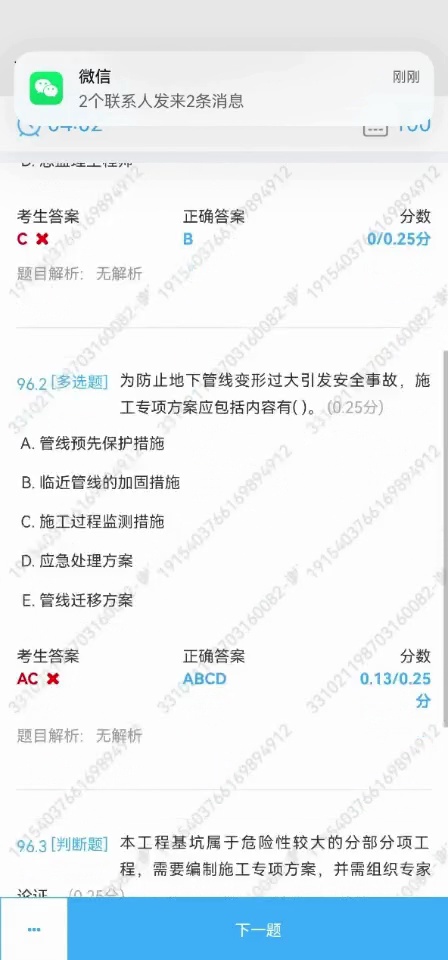 微信
刚刚
2个联系人发来2条消息
04:02
100
D. 总监理工程师
考生答案
正确答案
分数
C
B
0/0.25分
题目解析: 无解析
96.2 [多选题] 为防止地下管线变形过大引发安全事故，施
工专项方案应包括内容有( )。 (0.25分)
A. 管线预先保护措施
B. 临近管线的加固措施
C. 施工过程监测措施
D. 应急处理方案
E. 管线迁移方案
考生答案
正确答案
分数
AC
ABCD
0.13/0.25
分
题目解析: 无解析
96.3 [判断题] 本工程基坑属于危险性较大的分部分项工
程，需要编制施工专项方案，并需组织专家
论证。 (0.25分)
下一题